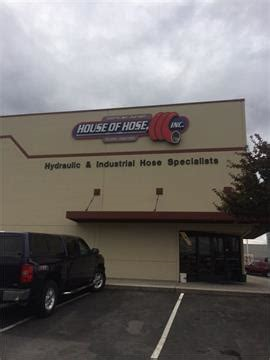 HOUSE OF HOSE, INC.
Hydraulic & Industrial Hose Specialists